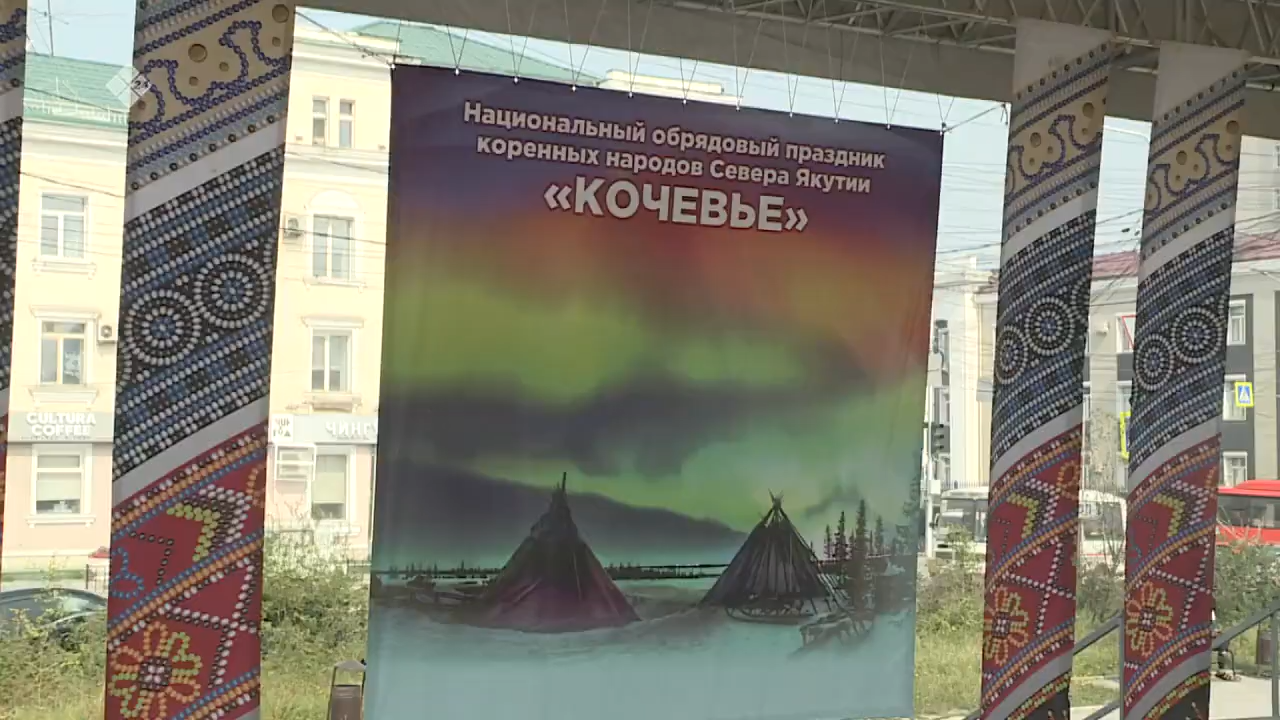 Национальный обрядовый праздник
коренных народов Севера Якутии
«КОЧЕВЬЕ»
CULTURA
COFFEE